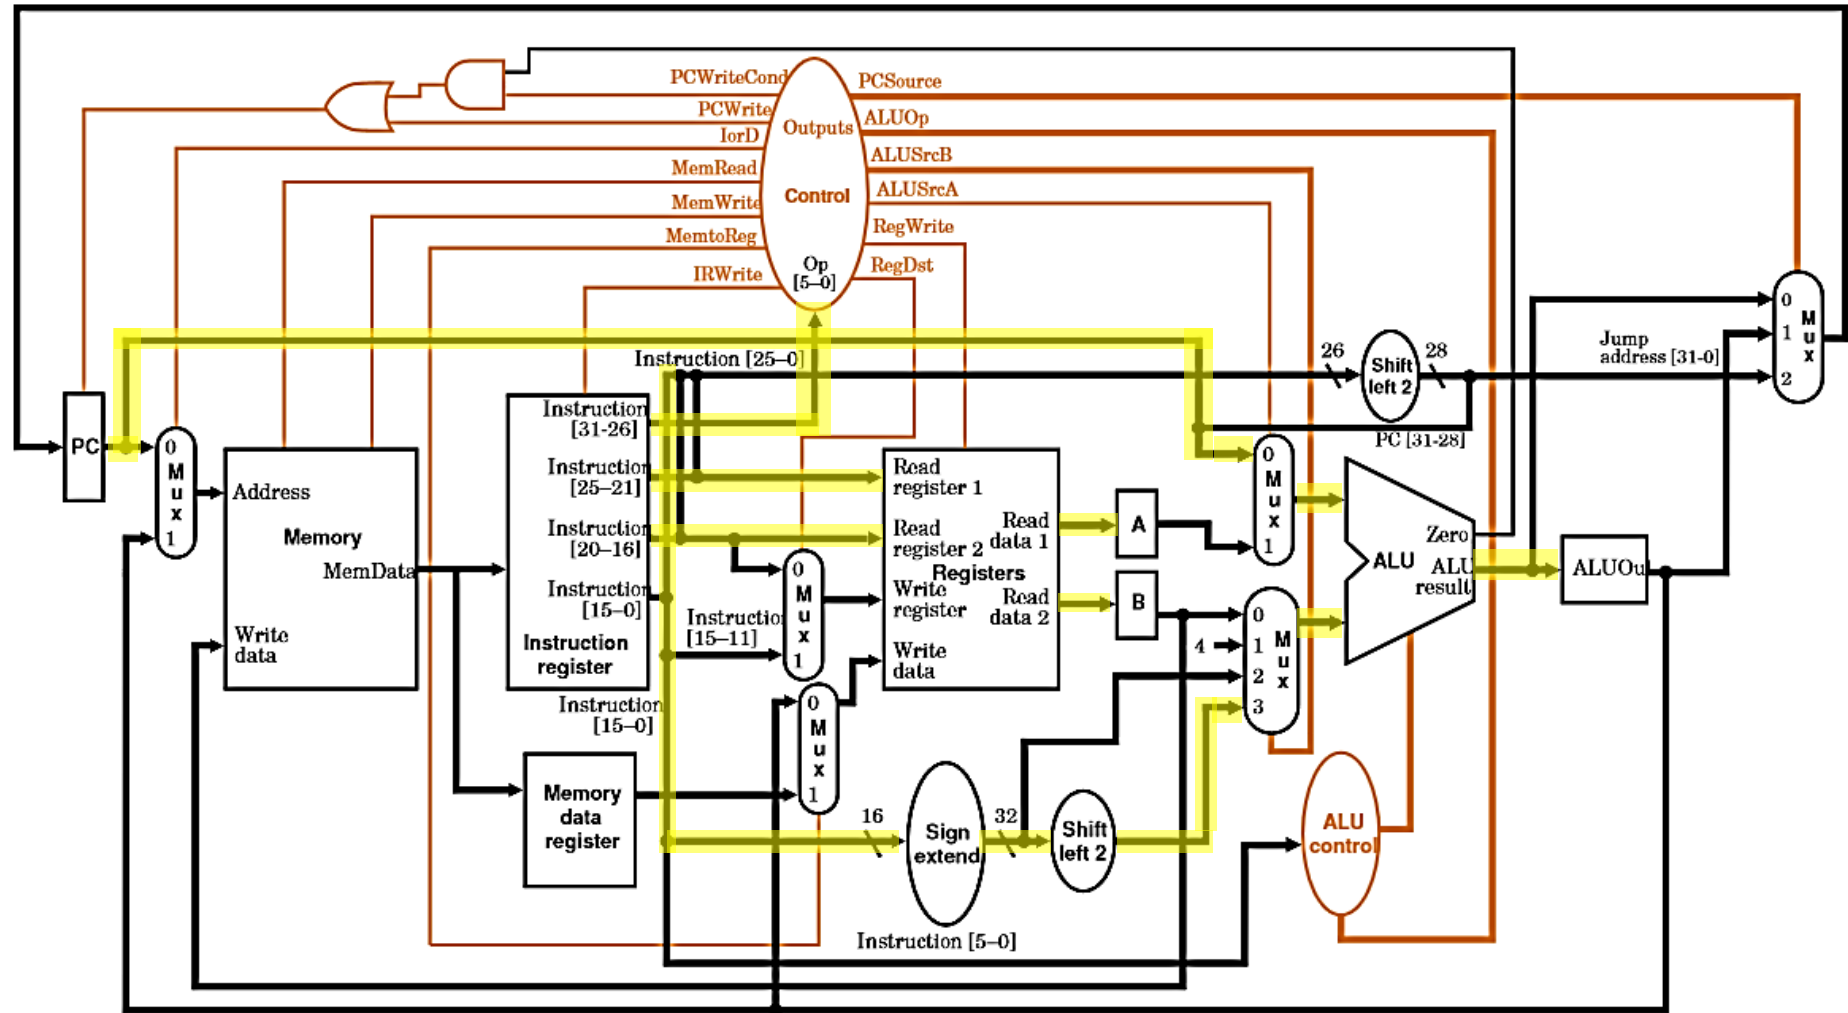 PCWriteCond
PCWrite
IorD
MemRead
MemWrite
MemtoReg
IRWrite
Outputs
Control
Op
[5–0]
PCSource
ALUOp
ALUSrcB
ALUSrcA
RegWrite
RegDst
Instruction [25–0]
26
Shift
left 2
28
Jump
address [31-0]
0
1
2
M
u
x
PC [31-28]
PC
0
M
u
x
1
Address
Memory
MemData
Write
data
Instruction
[31-26]
Instruction
[25–21]
Instruction
[20–16]
Instruction
[15–0]
Instruction
register
Instruction
[15–11]
Instruction
[15–0]
0
M
u
x
1
0
M
u
x
1
Memory
data
register
Read
register 1
Read
register 2
Registers
Write
register
Write
data
Read
data 1
Read
data 2
A
B
0
M
u
x
1
4
0
1
2
3
M
u
x
Zero
ALU
ALU
result
ALUOu
16
Sign
extend
32
Shift
left 2
ALU
control
Instruction [5–0]